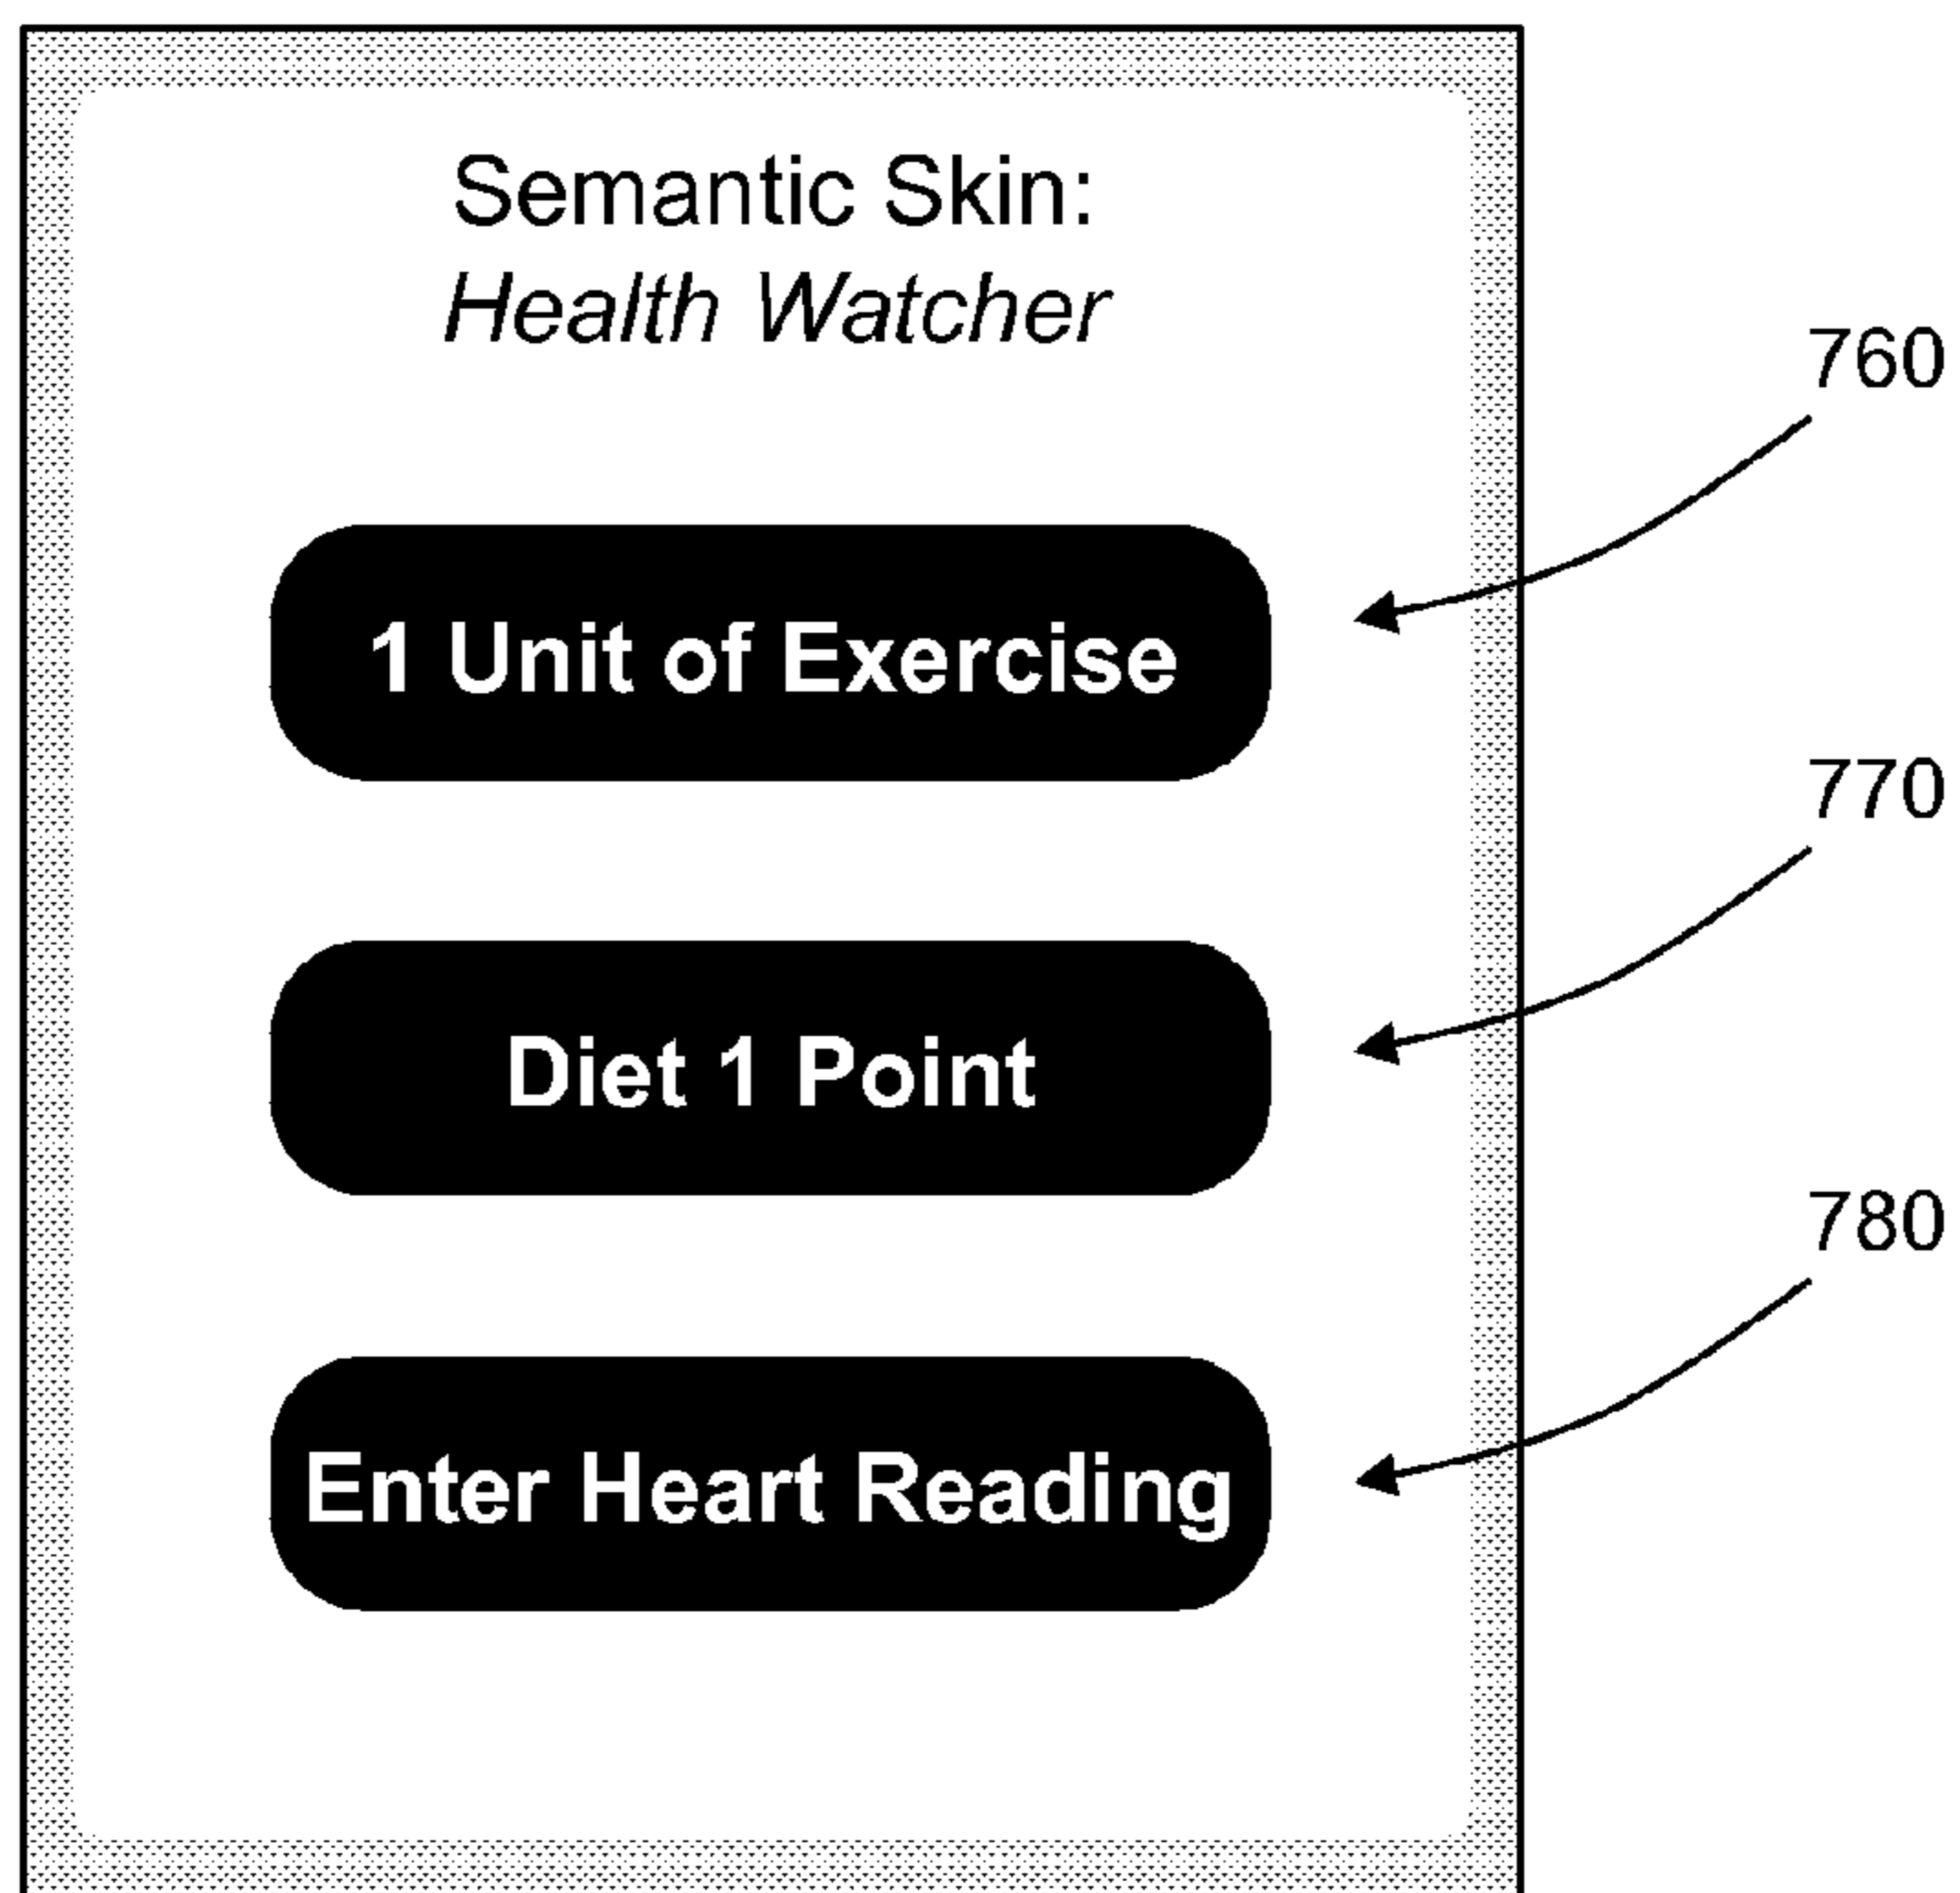 Semantic Skin:
Health Watcher
760
1 Unit of Exercise
770
Diet 1 Point
780
Enter Heart Reading